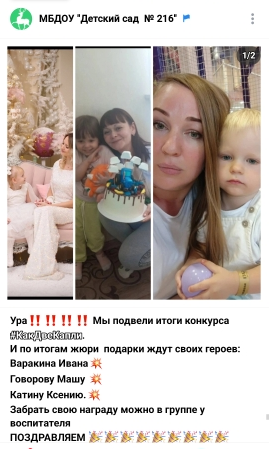 МБДОУ "Детский сад № 216"
1/2
Ура‼️‼️‼️‼️ Мы подвели итоги конкурса
#КакДвеКапли.
И по итогам жюри подарки ждут своих героев:
Варакина Ивана 💥
Говорову Машу 💥
Катину Ксению. 💥
Забрать свою награду можно в группе у
воспитателя
ПОЗДРАВЛЯЕМ 🎉🎉🎉🎉🎉🎉🎉🎉🎉